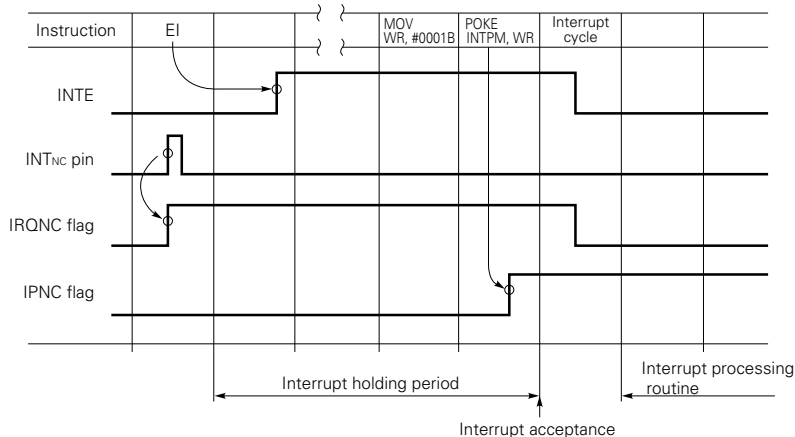 Instruction
EI
MOV
WR, #0001B
POKE
INTPM, WR
Interrupt
cycle
INTE
INTNC pin
IRQNC flag
IPNC flag
Interrupt holding period
Interrupt processing
routine
Interrupt acceptance